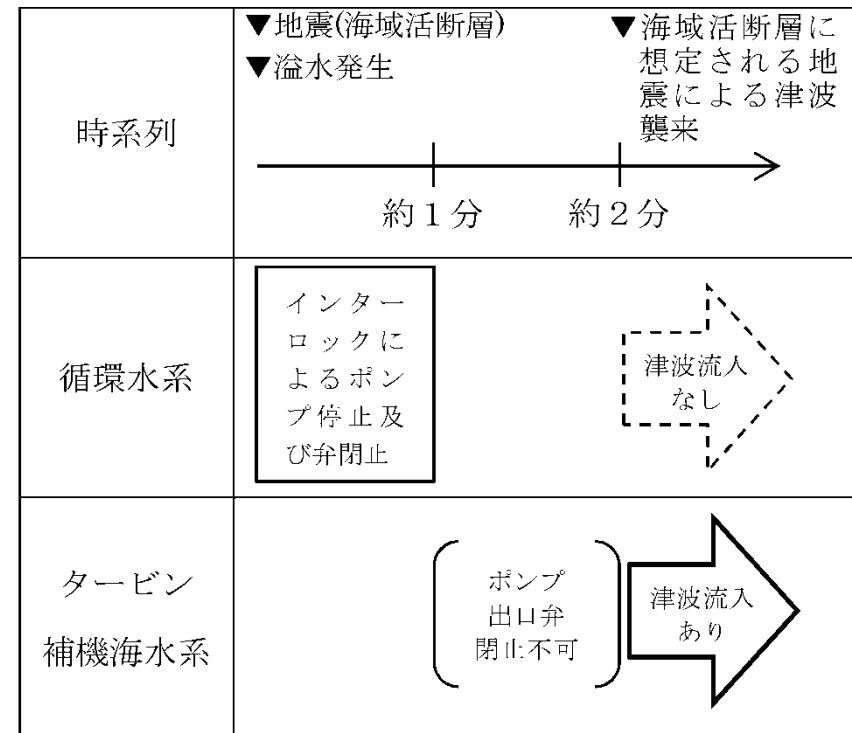 時系列
▼地震(海域活断層)
▼溢水発生
▼海域活断層に
想定される地
震による津波
襲来
約1分
約2分
循環水系
インター
ロックに
よるポン
プ停止及
び弁閉止
津波流入
なし
タービン
補機海水系
ポンプ
出口弁
閉止不可
津波流入
あり